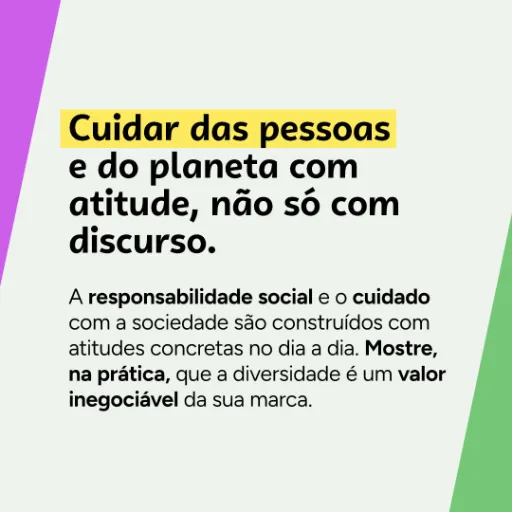 Cuidar das pessoas
e do planeta com
atitude, não só com
discurso.
A responsabilidade social e o cuidado
com a sociedade são construídos com
atitudes concretas no dia a dia. Mostre,
na prática, que a diversidade é um valor
inegociável da sua marca.